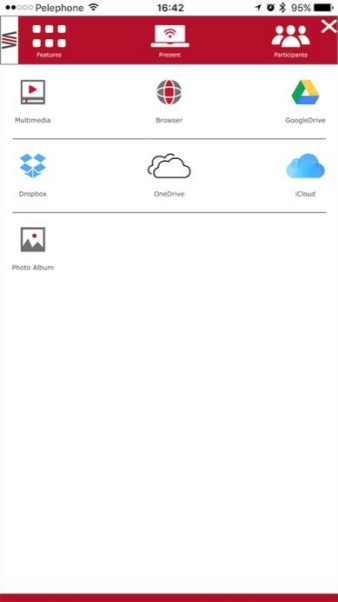 Pelephone 16:42 95%
Features Present Participants
Multimedia Browser GoogleDrive
Dropbox OneDrive iCloud
Photo Album